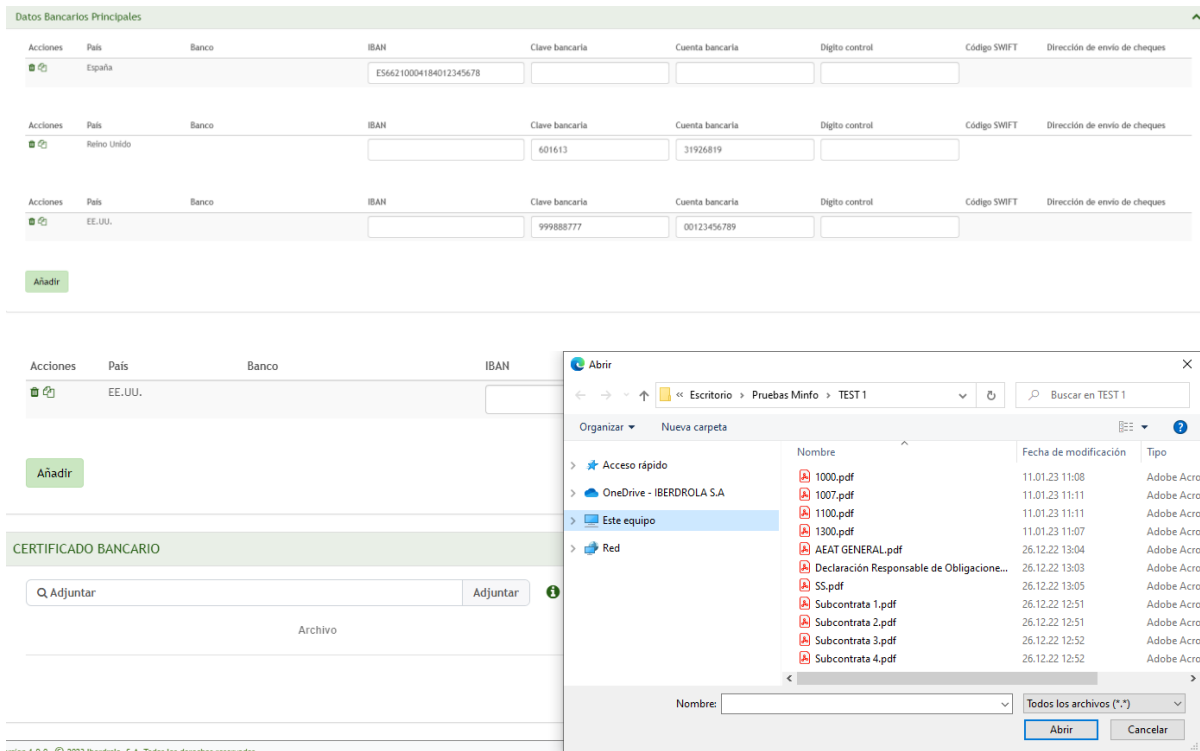 Datos Bancarios Principales
Acciones País Banco IBAN Clave bancaria Cuenta bancaria Dígito control Código SWIFT Dirección de envío de cheques
España ES66210004184012345678
Acciones País Banco IBAN Clave bancaria Cuenta bancaria Dígito control Código SWIFT Dirección de envío de cheques
Reino Unido 601613 31926819
Acciones País Banco IBAN Clave bancaria Cuenta bancaria Dígito control Código SWIFT Dirección de envío de cheques
EE.UU. 999888777 00123456789
Añadir
Acciones País Banco IBAN
EE.UU.
Añadir
CERTIFICADO BANCARIO
Adjuntar Adjuntar
Archivo
Abrir
« Escritorio › Pruebas Minfo › TEST 1 Buscar en TEST 1
Organizar Nueva carpeta
Acceso rápido
OneDrive - IBERDROLA S.A
Este equipo
Red
Nombre Fecha de modificación Tipo
1000.pdf 11.01.23 11:08 Adobe Acro
1007.pdf 11.01.23 11:11 Adobe Acro
1100.pdf 11.01.23 11:11 Adobe Acro
1300.pdf 11.01.23 11:07 Adobe Acro
AEAT GENERAL.pdf 26.12.22 13:04 Adobe Acro
Declaración Responsable de Obligacione... 26.12.22 13:03 Adobe Acro
SS.pdf 26.12.22 13:05 Adobe Acro
Subcontrata 1.pdf 26.12.22 12:51 Adobe Acro
Subcontrata 2.pdf 26.12.22 12:51 Adobe Acro
Subcontrata 3.pdf 26.12.22 12:52 Adobe Acro
Subcontrata 4.pdf 26.12.22 12:52 Adobe Acro
Nombre: Todos los archivos (*.*)
Abrir Cancelar